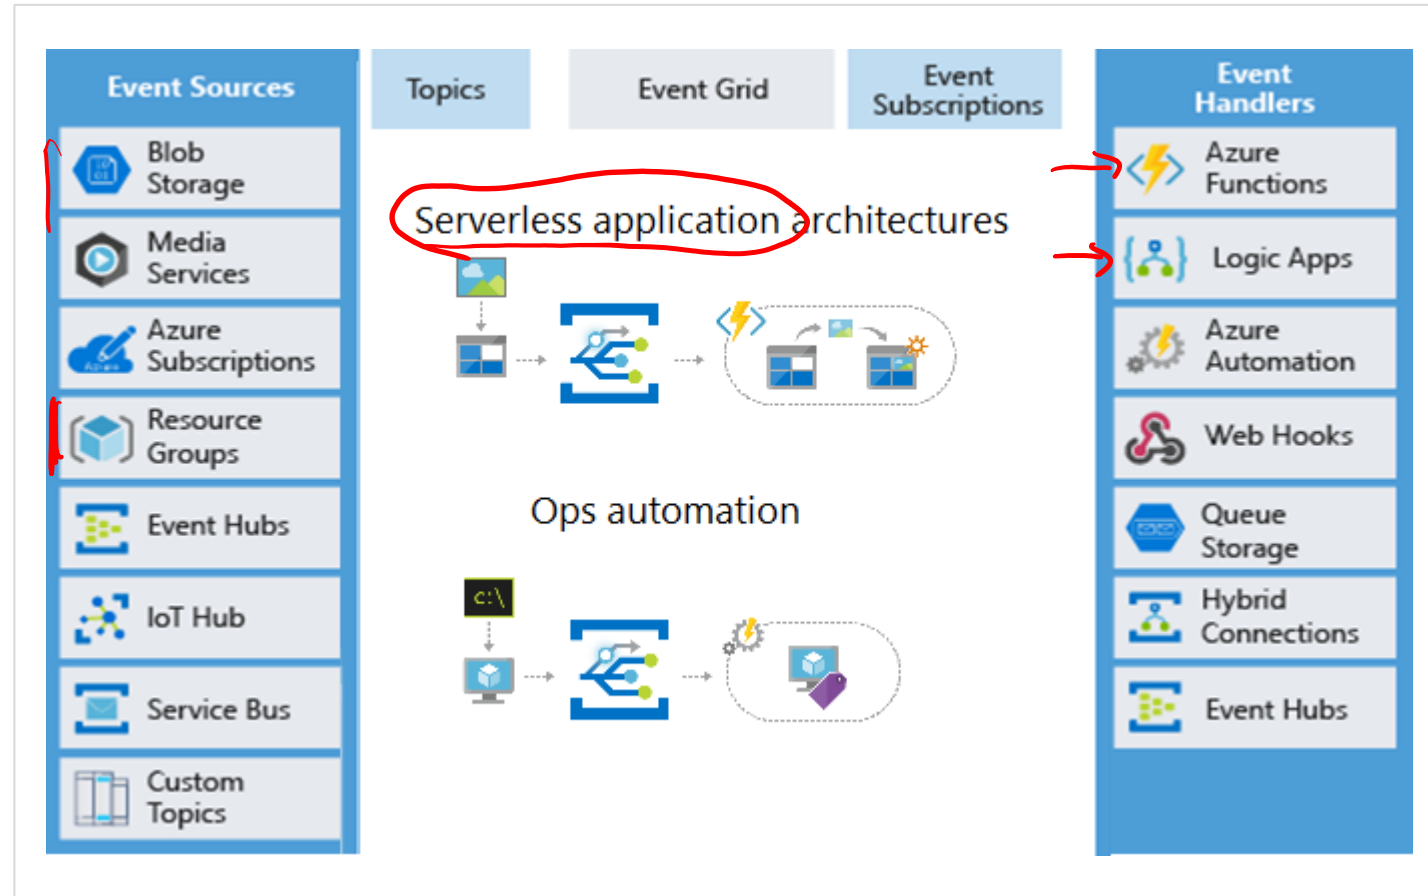 Event Sources
Blob
Storage
Media
Services
Azure
Subscriptions
Resource
Groups
Event Hubs
IoT Hub
Service Bus
Custom
Topics
Topics
Event Grid
Event
Subscriptions
Serverless application architectures
Ops automation
C:\
Event
Handlers
Azure
Functions
Logic Apps
Azure
Automation
Web Hooks
Queue
Storage
Hybrid
Connections
Event Hubs